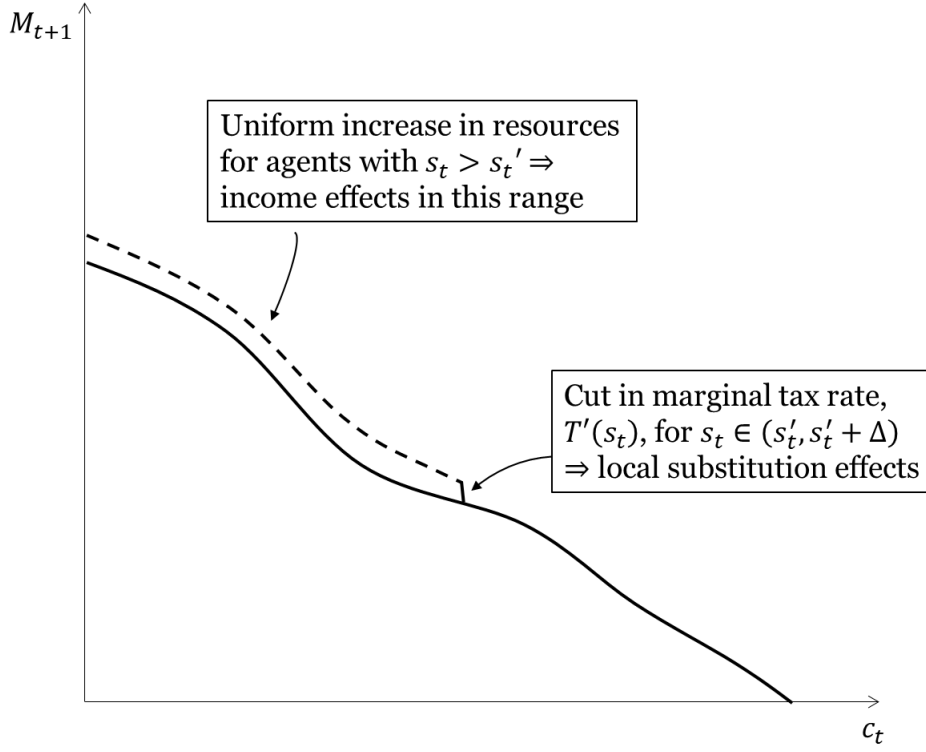 M_{t+1}
Uniform increase in resources
for agents with s_t > s_t′ ⇒
income effects in this range
Cut in marginal tax rate,
T′(s_t), for s_t ∈ (s_t′, s_t′ + Δ)
⇒ local substitution effects
c_t